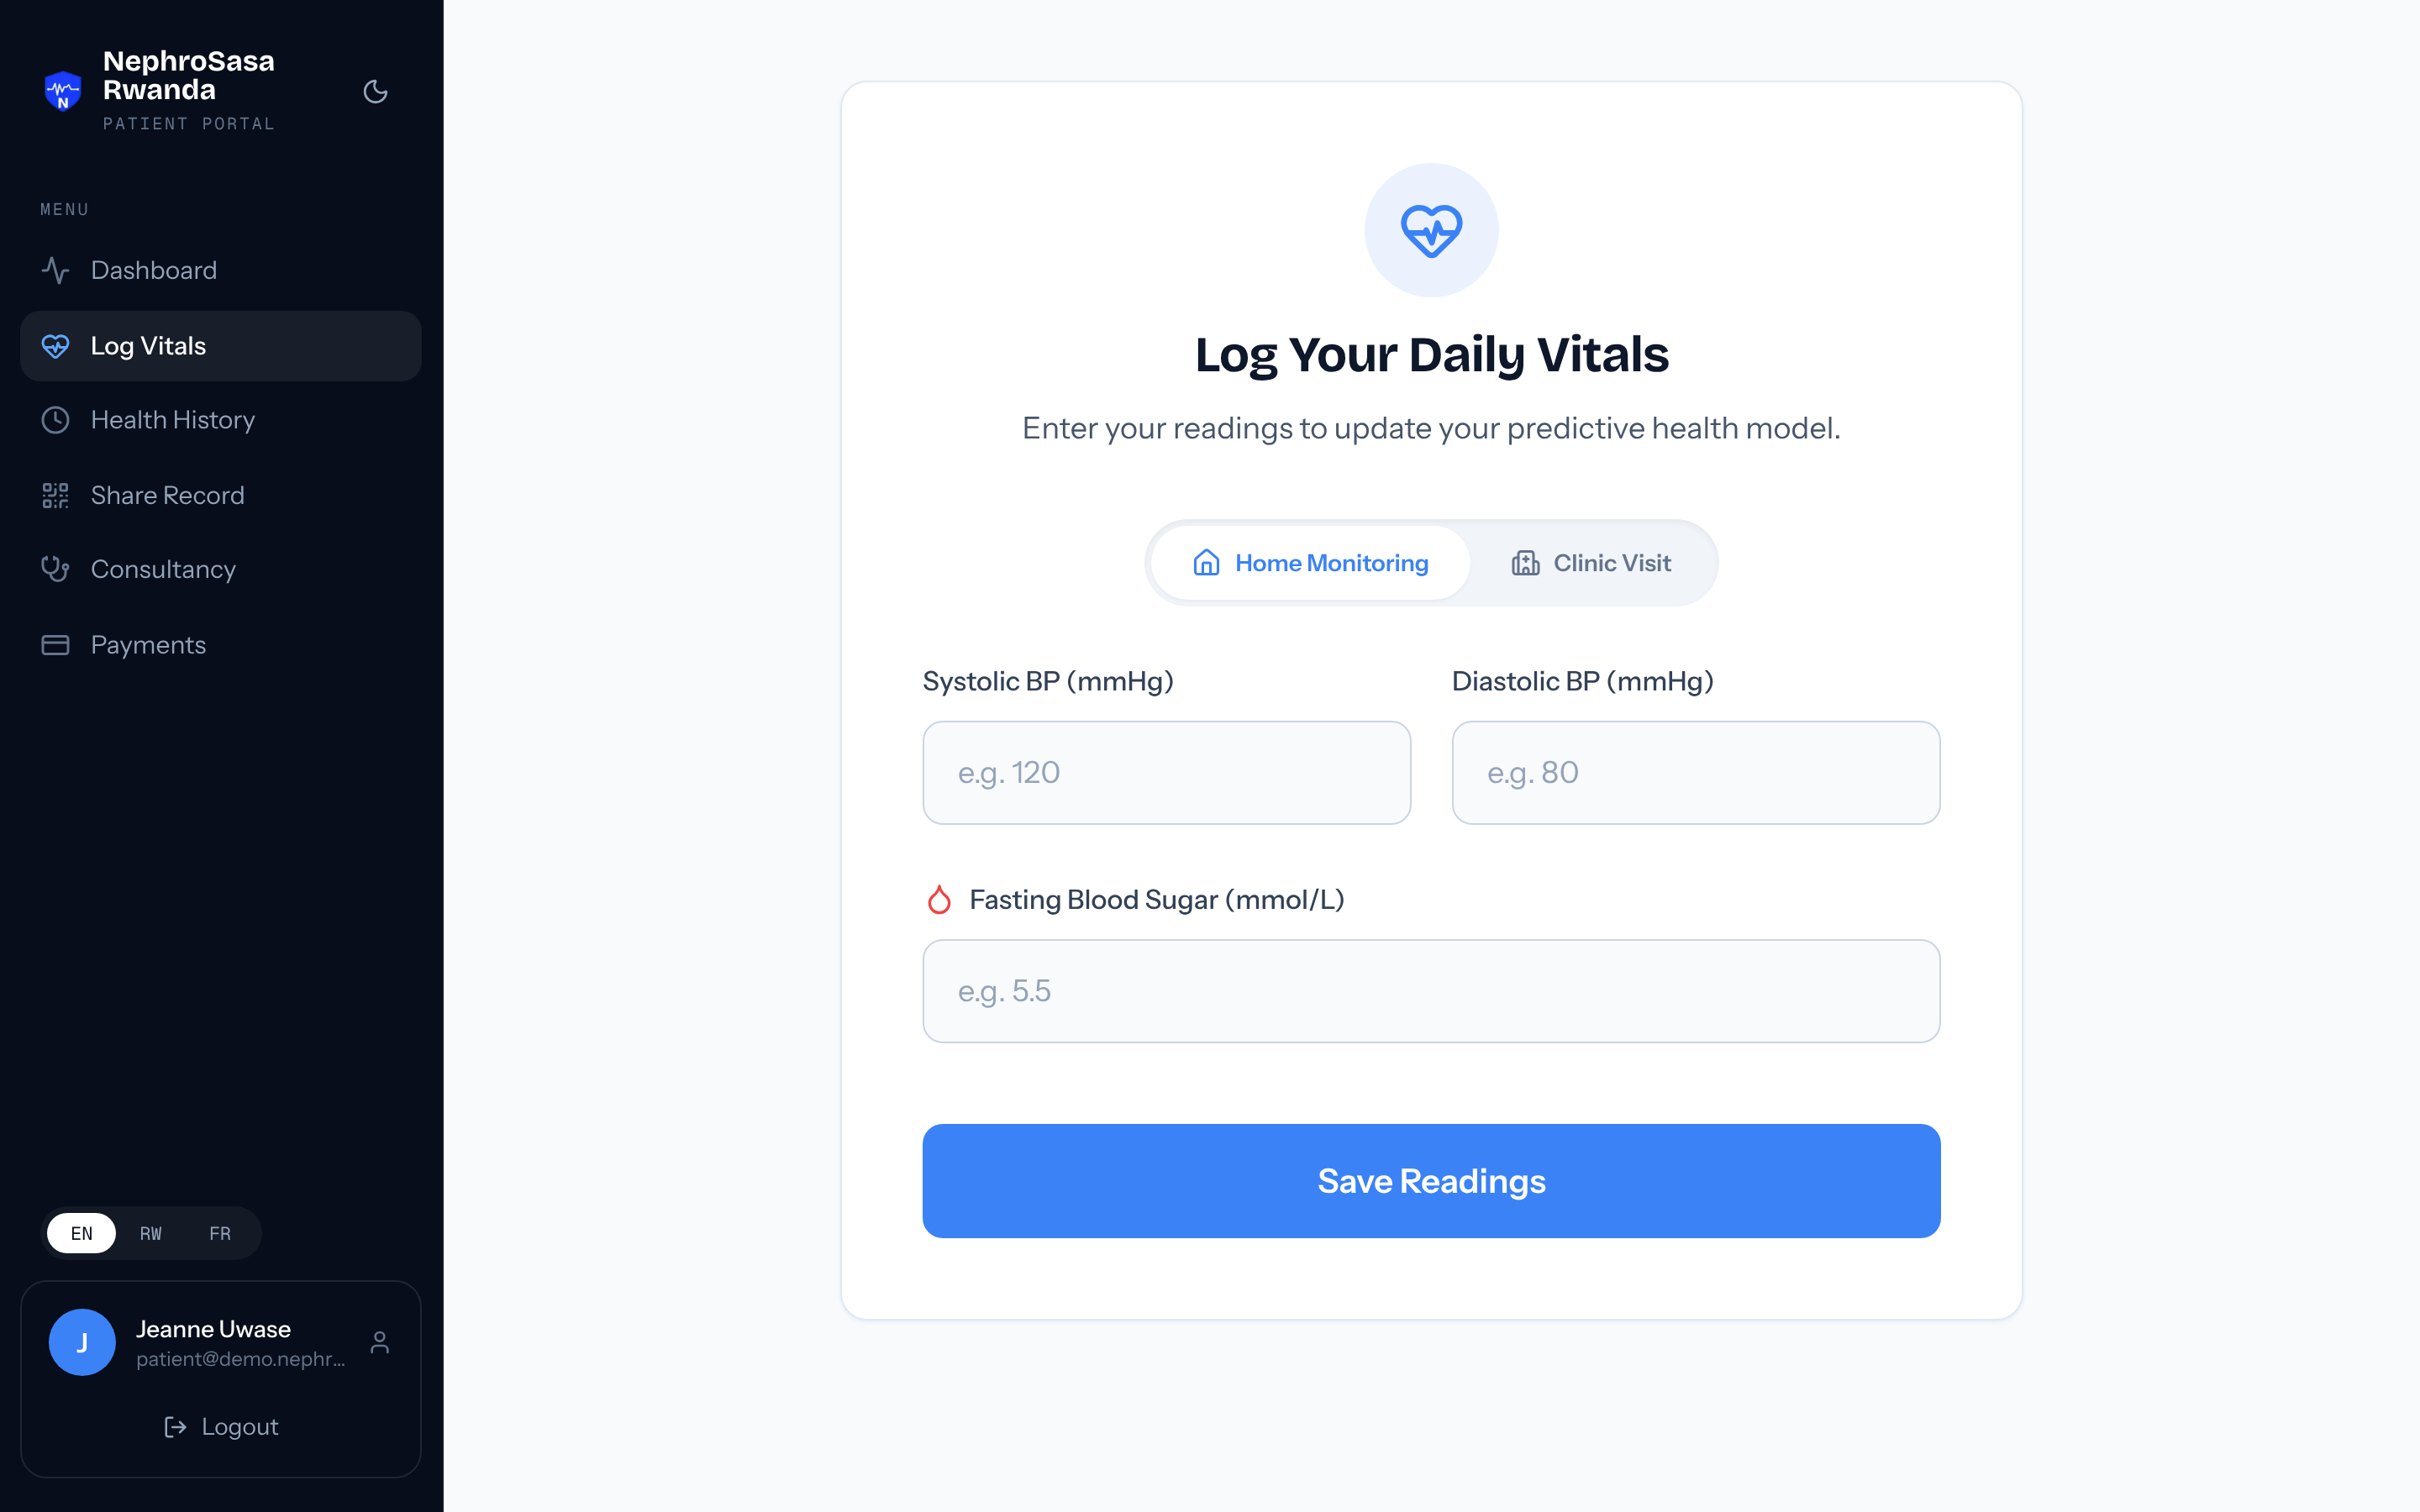 NephroSasa
Rwanda
PATIENT PORTAL
MENU
Dashboard
Log Vitals
Health History
Share Record
Consultancy
Payments
EN RW FR
J
Jeanne Uwase
patient@demo.nephr...
Logout
Log Your Daily Vitals
Enter your readings to update your predictive health model.
Home Monitoring Clinic Visit
Systolic BP (mmHg) Diastolic BP (mmHg)
e.g. 120 e.g. 80
Fasting Blood Sugar (mmol/L)
e.g. 5.5
Save Readings
N